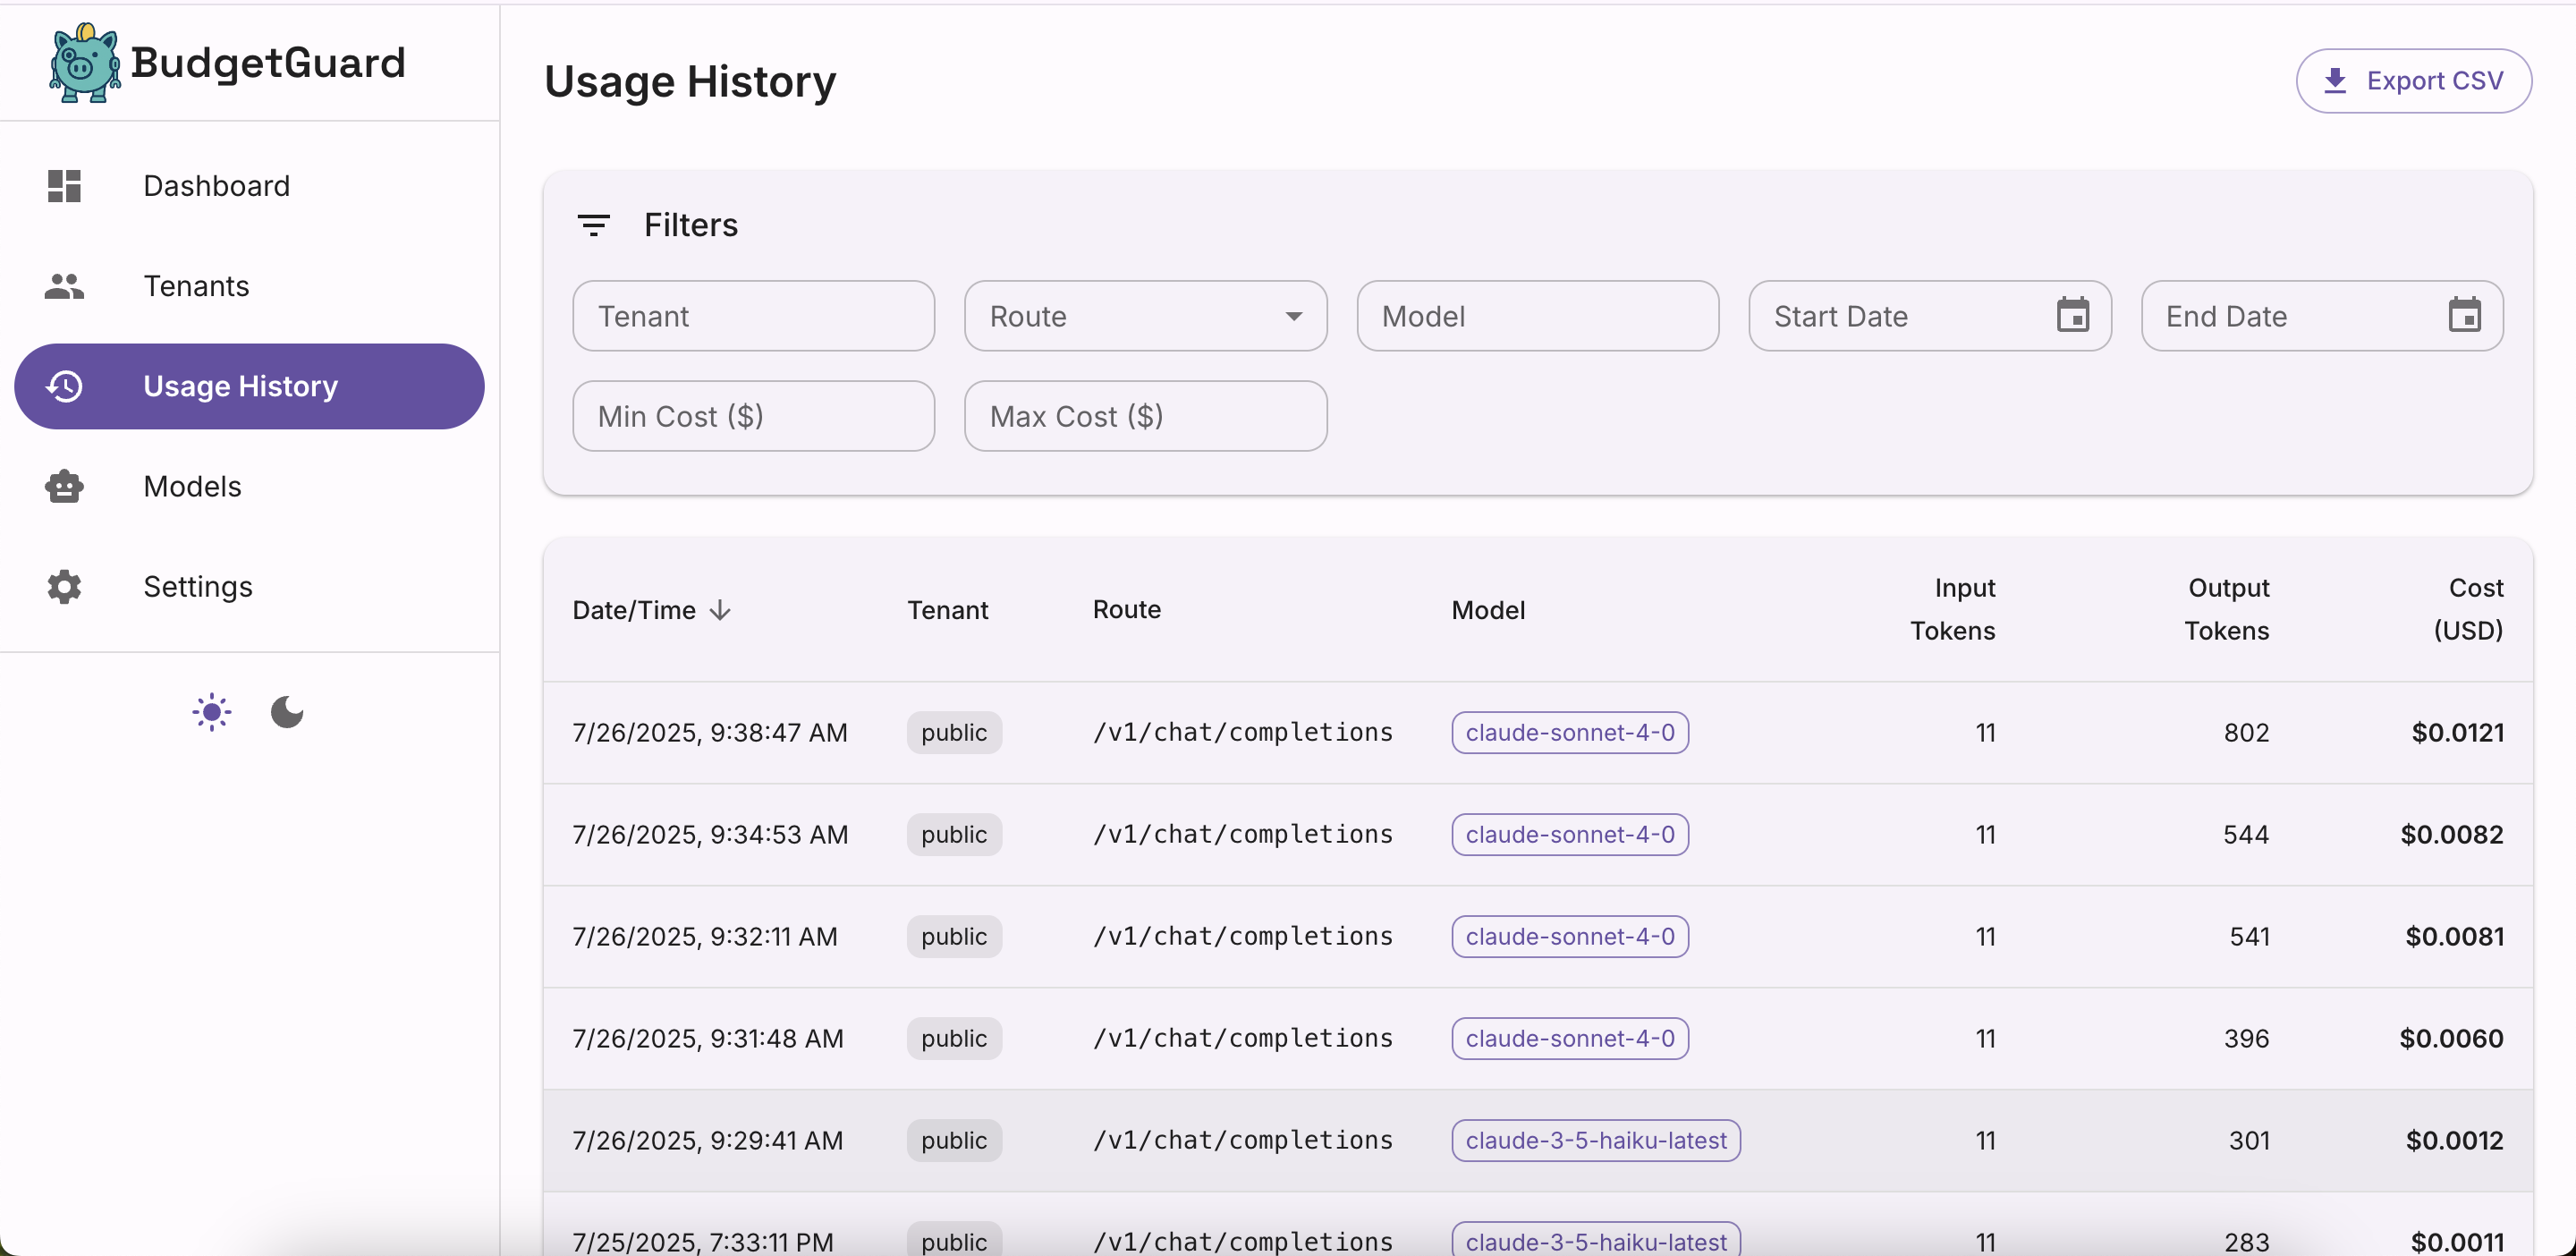 BudgetGuard
Dashboard
Tenants
Usage History
Models
Settings
Usage History
Export CSV
Filters
Tenant
Route
Model
Start Date
End Date
Min Cost ($)
Max Cost ($)
Date/Time Tenant Route Model Input Tokens Output Tokens Cost (USD)
7/26/2025, 9:38:47 AM public /v1/chat/completions claude-sonnet-4-0 11 802 $0.0121
7/26/2025, 9:34:53 AM public /v1/chat/completions claude-sonnet-4-0 11 544 $0.0082
7/26/2025, 9:32:11 AM public /v1/chat/completions claude-sonnet-4-0 11 541 $0.0081
7/26/2025, 9:31:48 AM public /v1/chat/completions claude-sonnet-4-0 11 396 $0.0060
7/26/2025, 9:29:41 AM public /v1/chat/completions claude-3-5-haiku-latest 11 301 $0.0012
7/25/2025, 7:33:11 PM public /v1/chat/completions claude-3-5-haiku-latest 11 283 $0.0011